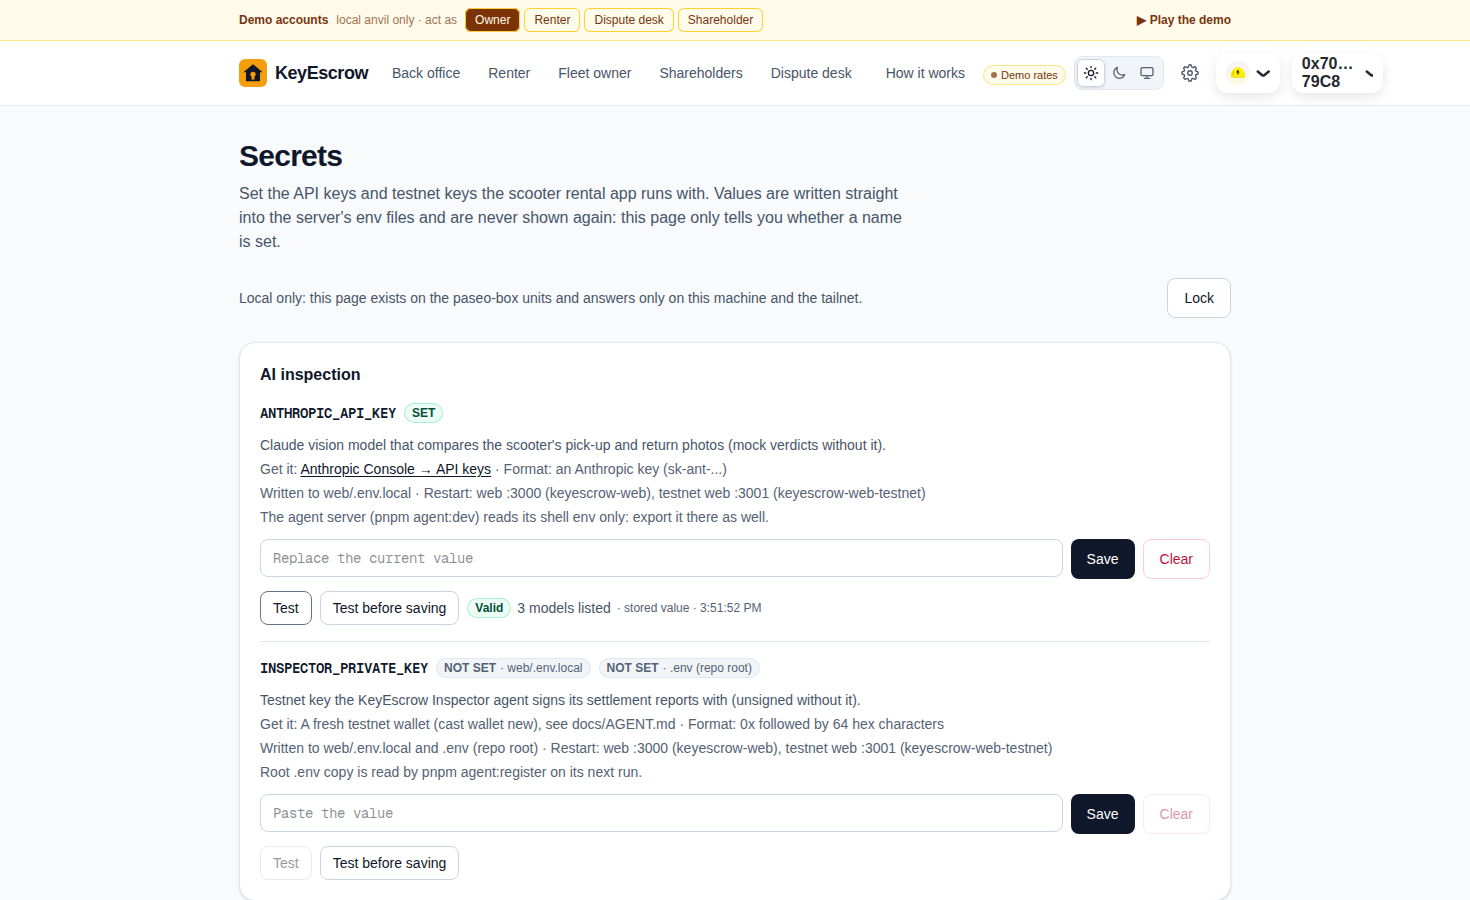 Demo accounts local anvil only · act as Owner Renter Dispute desk Shareholder ▶ Play the demo
KeyEscrow Back office Renter Fleet owner Shareholders Dispute desk How it works Demo rates 0x70…79C8
Secrets
Set the API keys and testnet keys the scooter rental app runs with. Values are written straight
into the server's env files and are never shown again: this page only tells you whether a name
is set.
Local only: this page exists on the paseo-box units and answers only on this machine and the tailnet. Lock
AI inspection
ANTHROPIC_API_KEY SET
Claude vision model that compares the scooter's pick-up and return photos (mock verdicts without it).
Get it: Anthropic Console → API keys · Format: an Anthropic key (sk-ant-...)
Written to web/.env.local · Restart: web :3000 (keyescrow-web), testnet web :3001 (keyescrow-web-testnet)
The agent server (pnpm agent:dev) reads its shell env only: export it there as well.
Replace the current value Save Clear
Test Test before saving Valid 3 models listed · stored value · 3:51:52 PM
INSPECTOR_PRIVATE_KEY NOT SET · web/.env.local NOT SET · .env (repo root)
Testnet key the KeyEscrow Inspector agent signs its settlement reports with (unsigned without it).
Get it: A fresh testnet wallet (cast wallet new), see docs/AGENT.md · Format: 0x followed by 64 hex characters
Written to web/.env.local and .env (repo root) · Restart: web :3000 (keyescrow-web), testnet web :3001 (keyescrow-web-testnet)
Root .env copy is read by pnpm agent:register on its next run.
Paste the value Save Clear
Test Test before saving